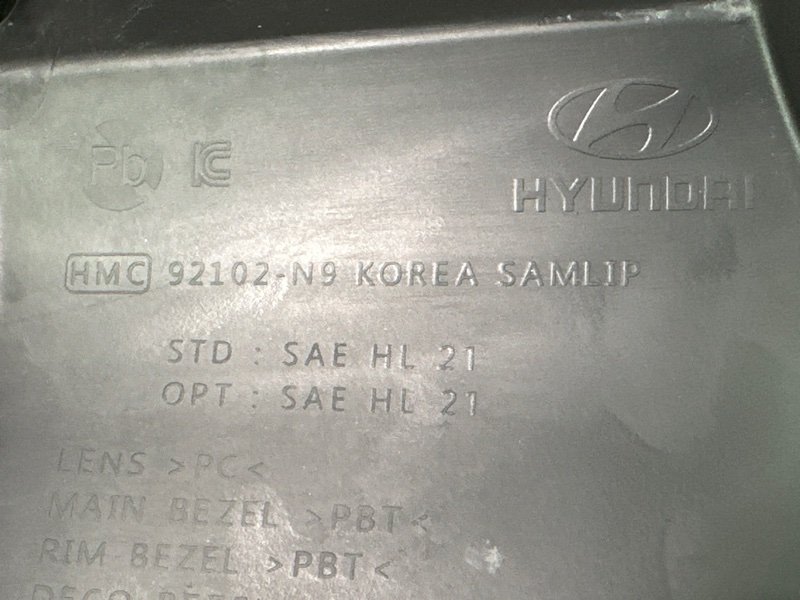 HYUNDAI
Pb KC
HMC 92102-N9 KOREA SAMLIP
STD : SAE HL 21
OPT : SAE HL 21
LENS >PC<
MAIN BEZEL >PBT<
RIM-BEZEL >PBT<